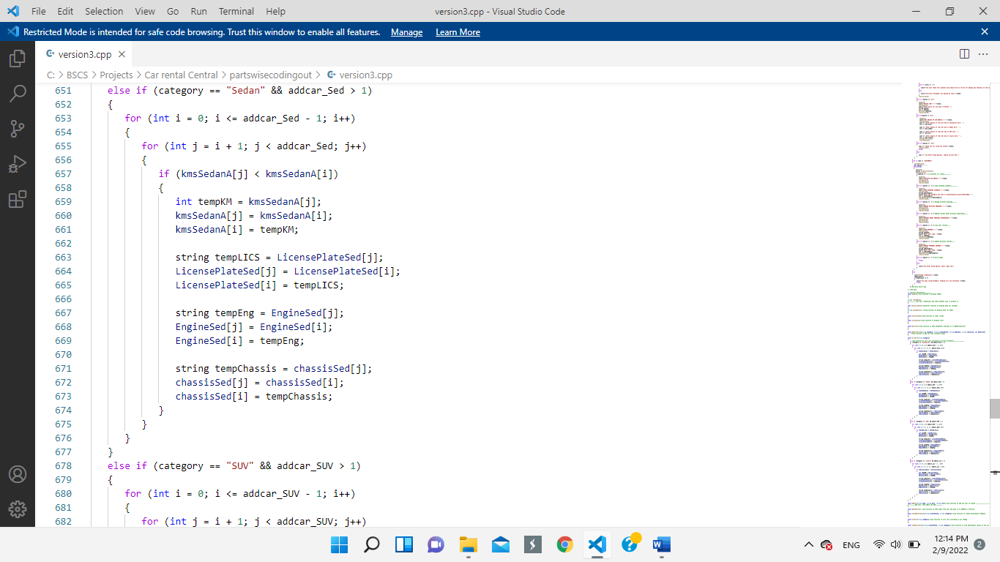 File Edit Selection View Go Run Terminal Help version3.cpp - Visual Studio Code
Restricted Mode is intended for safe code browsing. Trust this window to enable all features. Manage Learn More
version3.cpp
C: > BSCS > Projects > Car rental Central > partswisecodingout > version3.cpp
651 else if (category == "Sedan" && addcar_Sed > 1)
652 {
653 for (int i = 0; i <= addcar_Sed - 1; i++)
654 {
655 for (int j = i + 1; j < addcar_Sed; j++)
656 {
657 if (kmsSedanA[j] < kmsSedanA[i])
658 {
659 int tempKM = kmsSedanA[j];
660 kmsSedanA[j] = kmsSedanA[i];
661 kmsSedanA[i] = tempKM;
662
663 string tempLICS = LicensePlateSed[j];
664 LicensePlateSed[j] = LicensePlateSed[i];
665 LicensePlateSed[i] = tempLICS;
666
667 string tempEng = EngineSed[j];
668 EngineSed[j] = EngineSed[i];
669 EngineSed[i] = tempEng;
670
671 string tempChassis = chassisSed[j];
672 chassisSed[j] = chassisSed[i];
673 chassisSed[i] = tempChassis;
674 }
675 }
676 }
677 }
678 else if (category == "SUV" && addcar_SUV > 1)
679 {
680 for (int i = 0; i <= addcar_SUV - 1; i++)
681 {
682 for (int j = i + 1; j < addcar_SUV; j++)
ENG 12:14 PM
2/9/2022 2